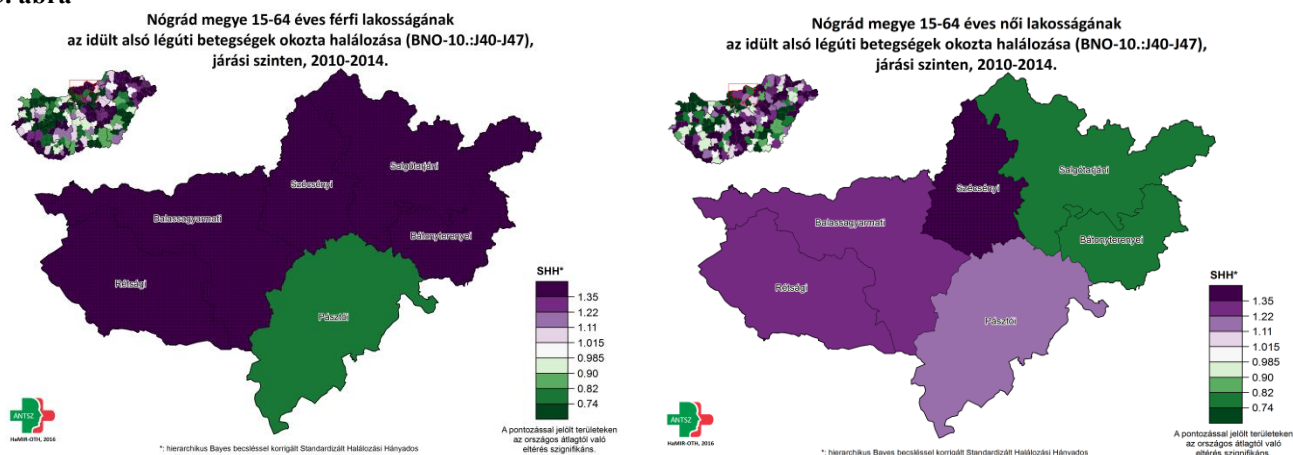 Nógrád megye 15-64 éves férfi lakosságának
az idült alsó légúti betegségek okozta halálozása (BNO-10.:J40-J47),
járási szinten, 2010-2014.
Salgótarjáni
Szécsényi
Balassagyarmati
Bátonyterenyei
Rétsági
Pásztói
SHH*
1.35
1.22
1.11
1.015
0.985
0.90
0.82
0.74
ÁNTSZ
HaMIR-OTH, 2016
A pontozással jelölt területeken
az országos átlagtól való
eltérés szignifikáns.
*: hierarchikus Bayes becsléssel korrigált Standardizált Halálozási Hányados
Nógrád megye 15-64 éves női lakosságának
az idült alsó légúti betegségek okozta halálozása (BNO-10.:J40-J47),
járási szinten, 2010-2014.
Salgótarjáni
Szécsényi
Balassagyarmati
Bátonyterenyei
Rétsági
Pásztói
SHH*
1.35
1.22
1.11
1.015
0.985
0.90
0.82
0.74
ÁNTSZ
HaMIR-OTH, 2016
A pontozással jelölt területeken
az országos átlagtól való
eltérés szignifikáns.
*: hierarchikus Bayes becsléssel korrigált Standardizált Halálozási Hányados